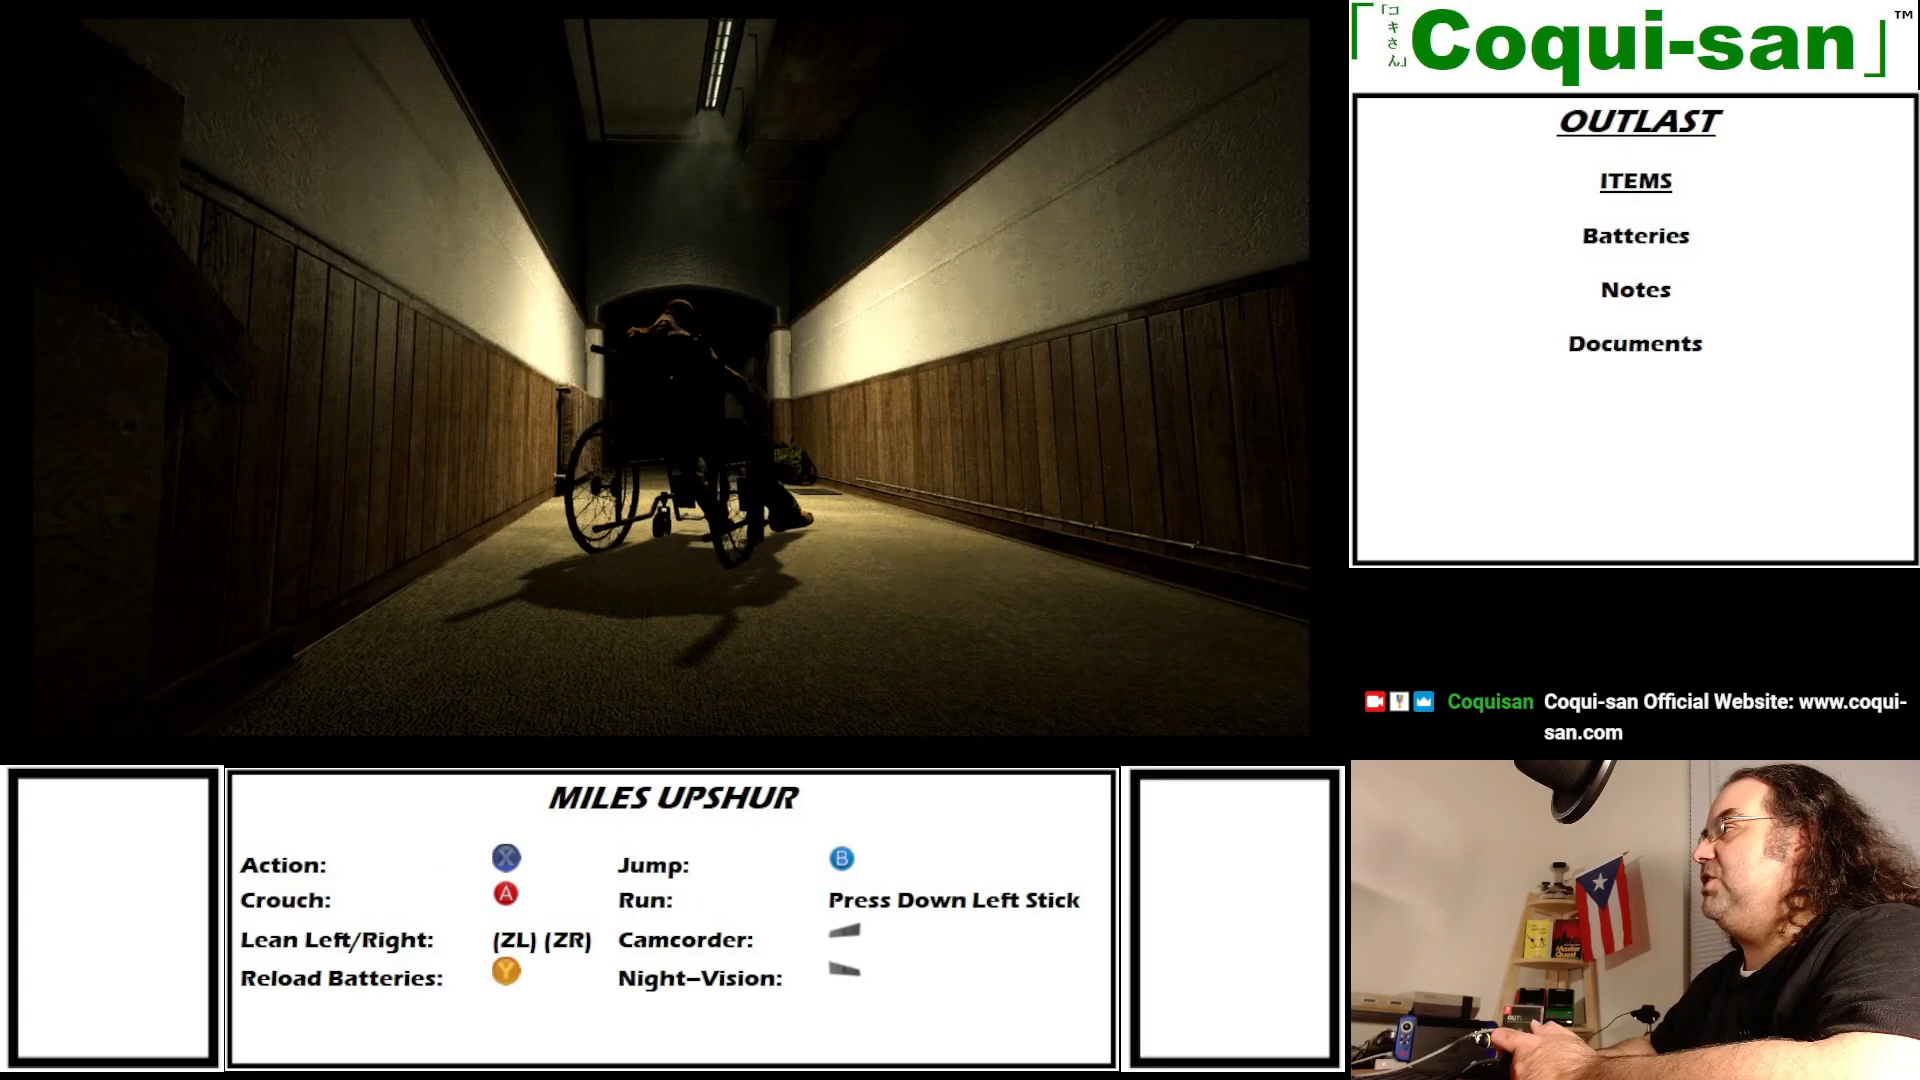 「コキさん」
「Coqui-san」™
OUTLAST
ITEMS
Batteries
Notes
Documents
Coquisan Coqui-san Official Website: www.coqui-
san.com
MILES UPSHUR
Action: X Jump: B
Crouch: A Run: Press Down Left Stick
Lean Left/Right: (ZL) (ZR) Camcorder:
Reload Batteries: Y Night-Vision:
Master
Quest